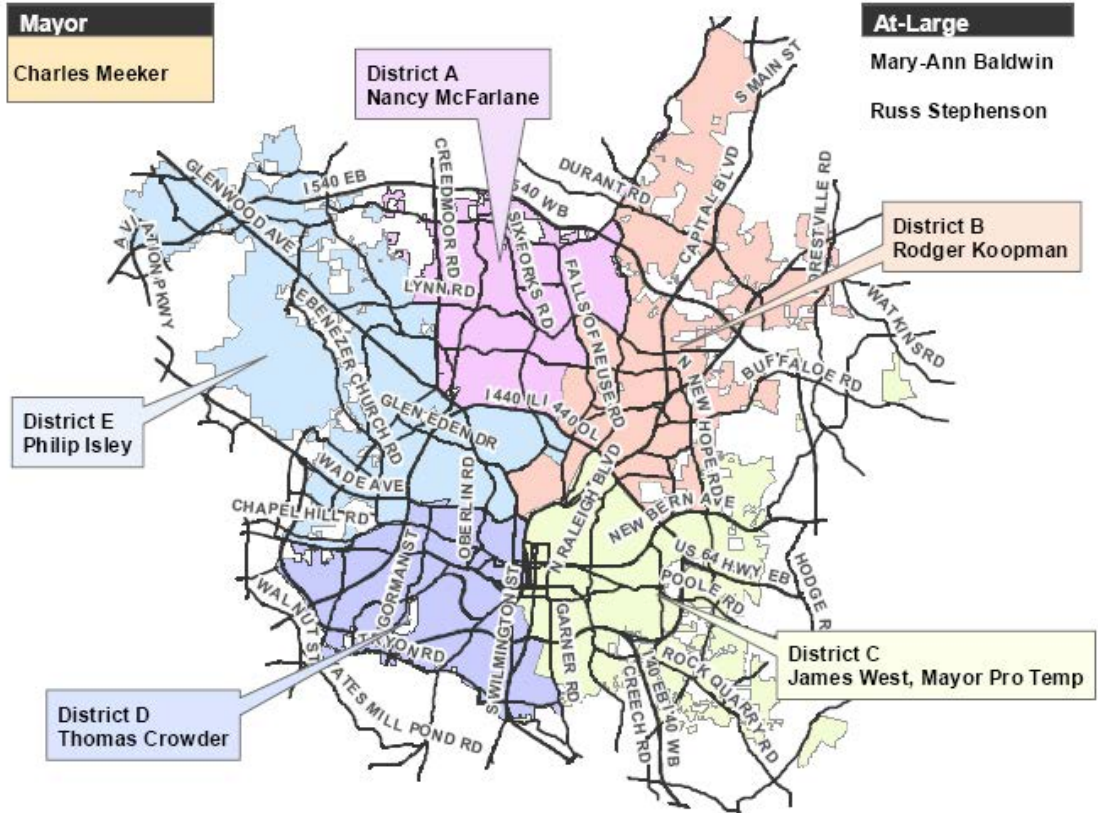 Mayor
Charles Meeker
At-Large
Mary-Ann Baldwin
Russ Stephenson
District A
Nancy McFarlane
District B
Rodger Koopman
District E
Philip Isley
District C
James West, Mayor Pro Temp
District D
Thomas Crowder
S MAIN ST
CAPITAL BLVD
DURANT RD
FORESTVILLE RD
WATKINS RD
BUFFALOE RD
N NEW HOPE RD
I 540 EB
540 WB
GLENWOOD AVE
AVIATION PKWY
CREEDMOOR RD
SIX FORKS RD
LYNN RD
FALLS OF NEUSE RD
EBENEZER CHURCH RD
GLEN EDEN DR
I 440 IL
I 440 OL
WADE AVE
OBERLIN RD
CHAPEL HILL RD
N RALEIGH BLVD
NEW BERN AVE
US 64 HWY EB
POOLE RD
HODGE R
GORMAN ST
WALNUT ST
TRYON RD
S WILMINGTON ST
GARNER RD
CREECH RD
I 40 EB
I 40 WB
ROCK QUARRY RD
YATES MILL POND RD